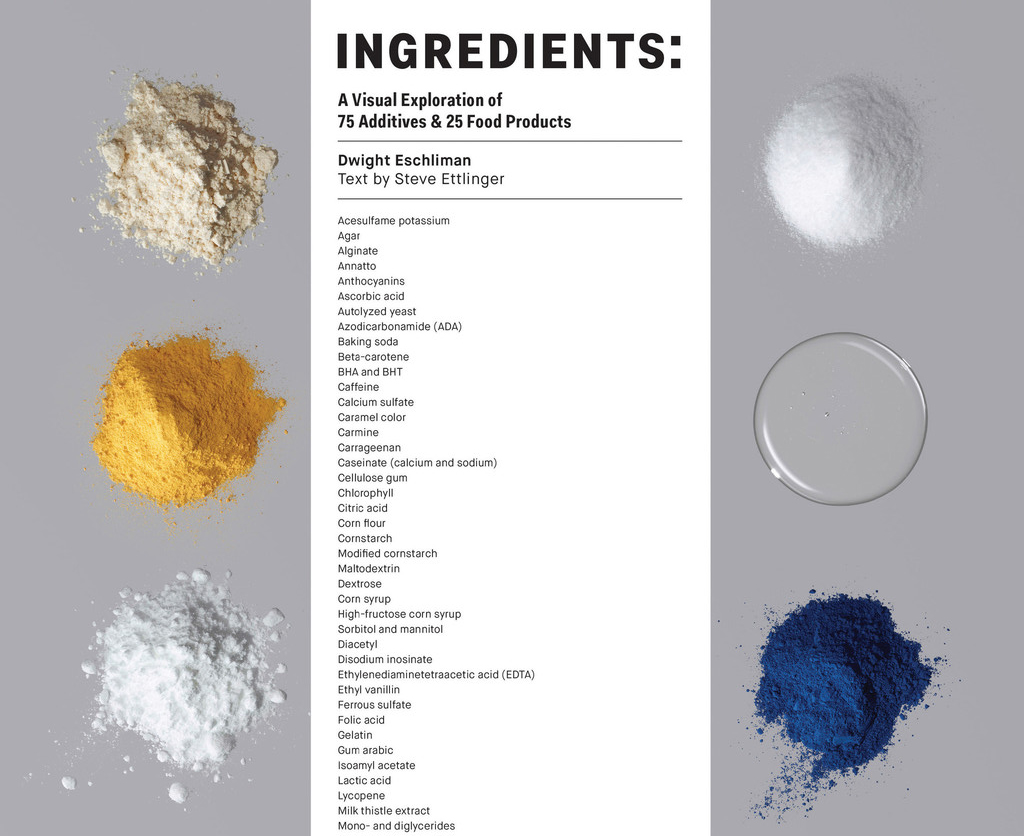 INGREDIENTS:
A Visual Exploration of
75 Additives & 25 Food Products
Dwight Eschliman
Text by Steve Ettlinger
Acesulfame potassium
Agar
Alginate
Annatto
Anthocyanins
Ascorbic acid
Autolyzed yeast
Azodicarbonamide (ADA)
Baking soda
Beta-carotene
BHA and BHT
Caffeine
Calcium sulfate
Caramel color
Carmine
Carrageenan
Caseinate (calcium and sodium)
Cellulose gum
Chlorophyll
Citric acid
Corn flour
Cornstarch
Modified cornstarch
Maltodextrin
Dextrose
Corn syrup
High-fructose corn syrup
Sorbitol and mannitol
Diacetyl
Disodium inosinate
Ethylenediaminetetraacetic acid (EDTA)
Ethyl vanillin
Ferrous sulfate
Folic acid
Gelatin
Gum arabic
Isoamyl acetate
Lactic acid
Lycopene
Milk thistle extract
Mono- and diglycerides